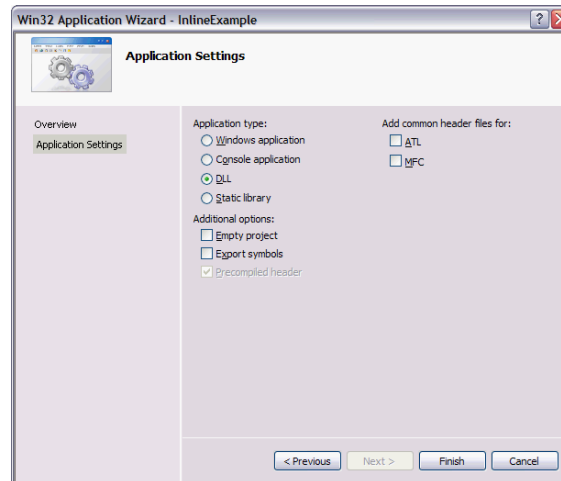 Win32 Application Wizard - InlineExample
Application Settings
Overview
Application Settings
Application type:
Windows application
Console application
DLL
Static library
Additional options:
Empty project
Export symbols
Precompiled header
Add common header files for:
ATL
MFC
< Previous
Next >
Finish
Cancel